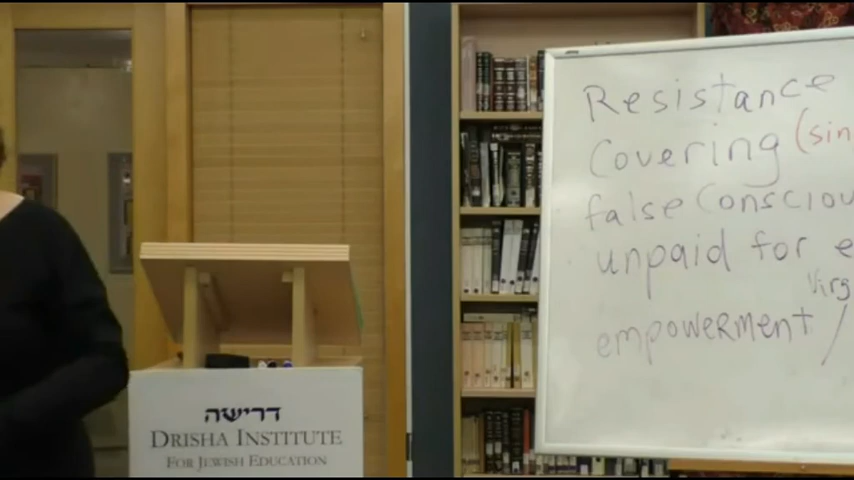 Resistance
Covering (sin
false Consciou
unpaid for e
Virg
empowerment /
דרישה
DRISHA INSTITUTE
FOR JEWISH EDUCATION